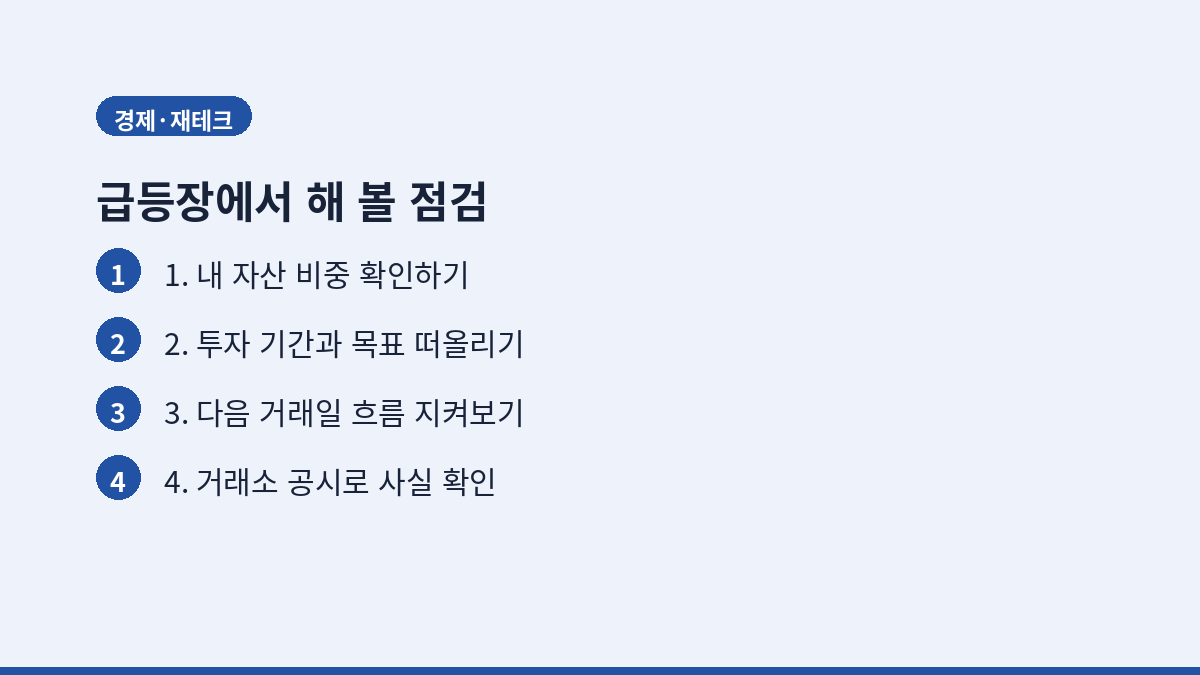 경제·재테크
급등장에서 해 볼 점검
1 1. 내 자산 비중 확인하기
2 2. 투자 기간과 목표 떠올리기
3 3. 다음 거래일 흐름 지켜보기
4 4. 거래소 공시로 사실 확인